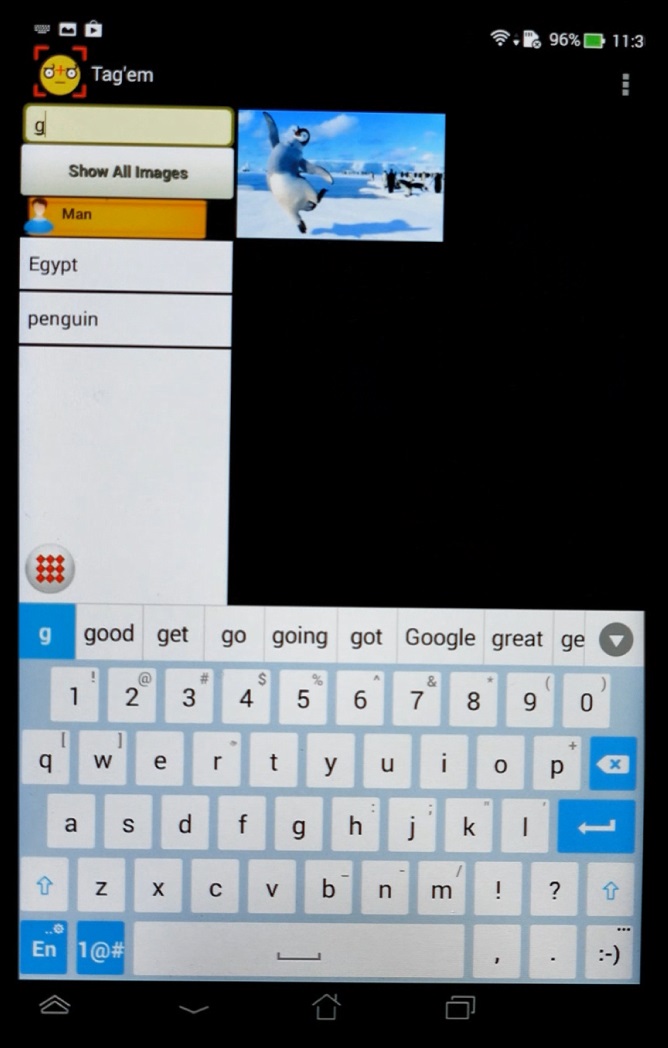 96% 11:3
Tag'em
g
Show All Images
Man
Egypt
penguin
g good get go going got Google great ge
! @ # $ % ^ & * ( )
1 2 3 4 5 6 7 8 9 0
[ ] +
q w e r t y u i o p
: ; " '
a s d f g h j k l
_ - /
z x c v b n m ! ?
En 1@# , . :-)